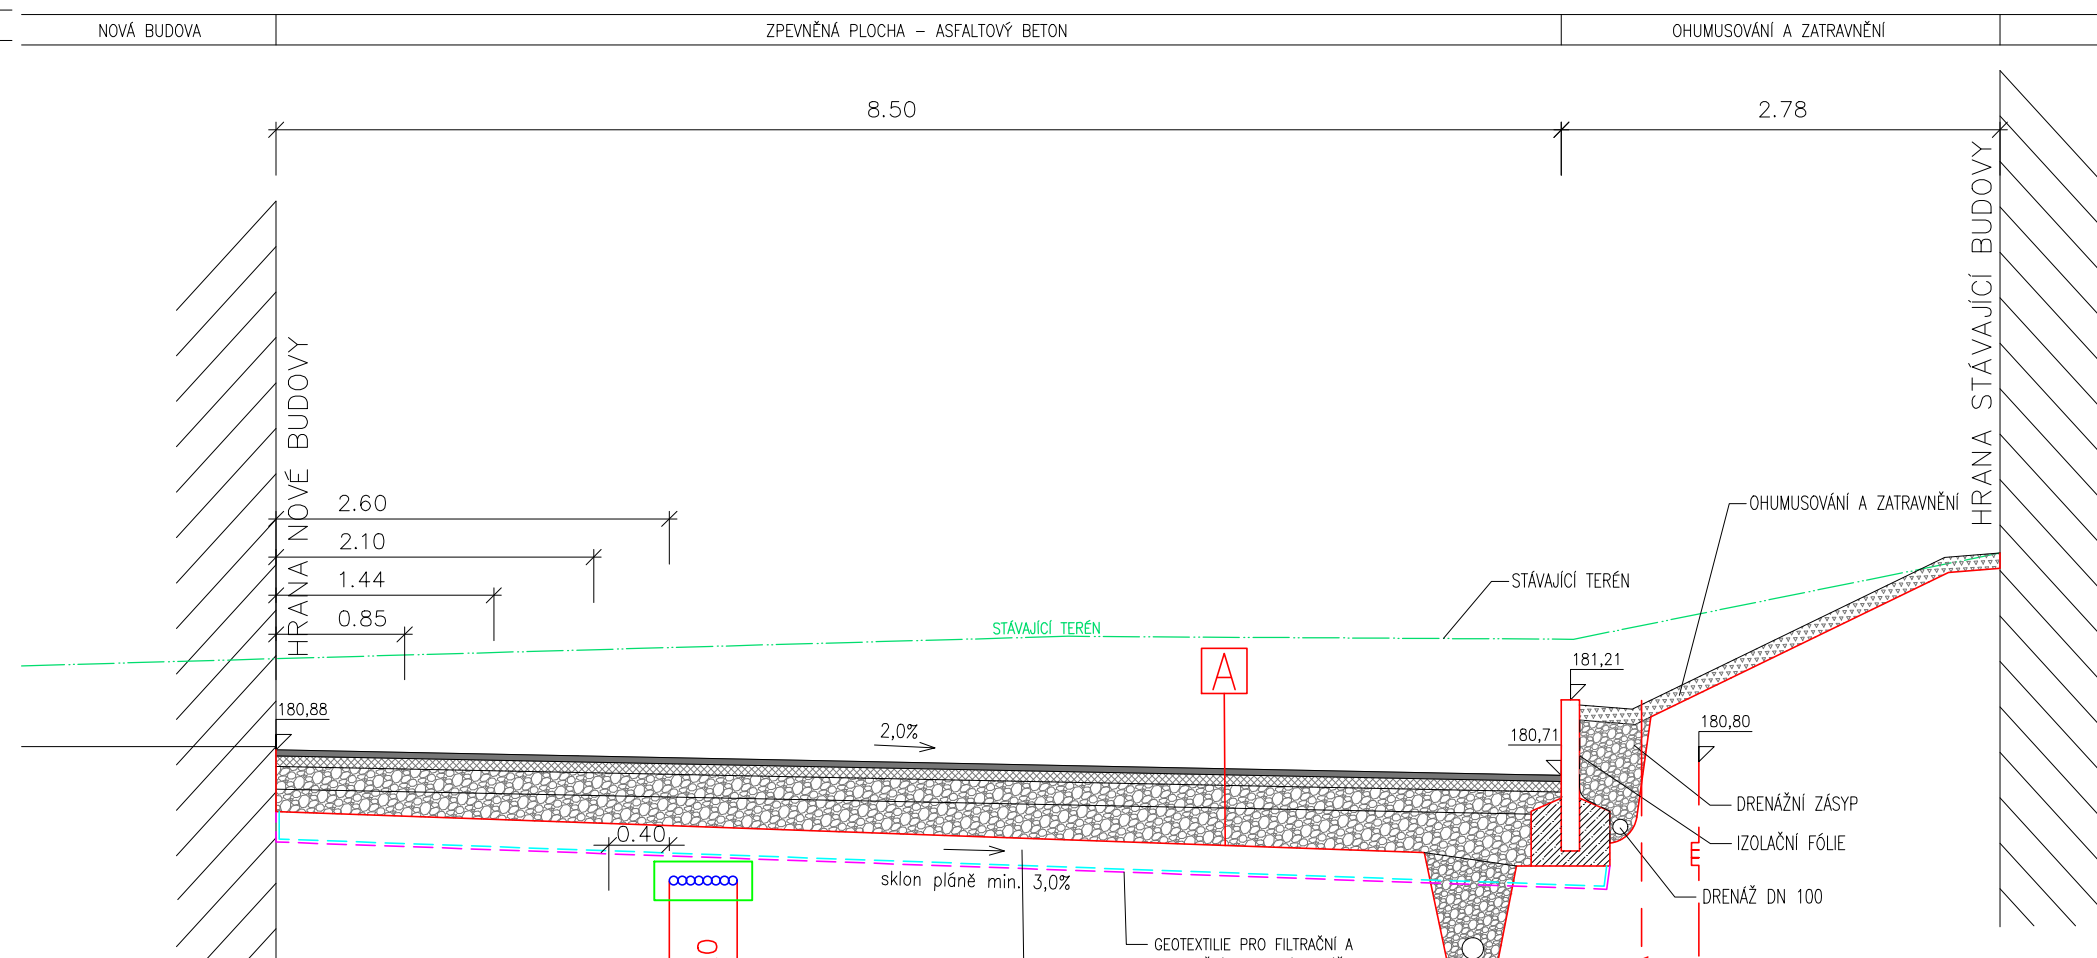 NOVÁ BUDOVA
ZPEVNĚNÁ PLOCHA – ASFALTOVÝ BETON
OHUMUSOVÁNÍ A ZATRAVNĚNÍ
8.50
2.78
HRANA NOVÉ BUDOVY
HRANA STÁVAJÍCÍ BUDOVY
2.60
2.10
1.44
0.85
OHUMUSOVÁNÍ A ZATRAVNĚNÍ
STÁVAJÍCÍ TERÉN
STÁVAJÍCÍ TERÉN
A
181,21
180,88
2,0%
180,71
180,80
DRENÁŽNÍ ZÁSYP
0.40
IZOLAČNÍ FÓLIE
sklon pláně min. 3,0%
DRENÁŽ DN 100
0
GEOTEXTILIE PRO FILTRAČNÍ A